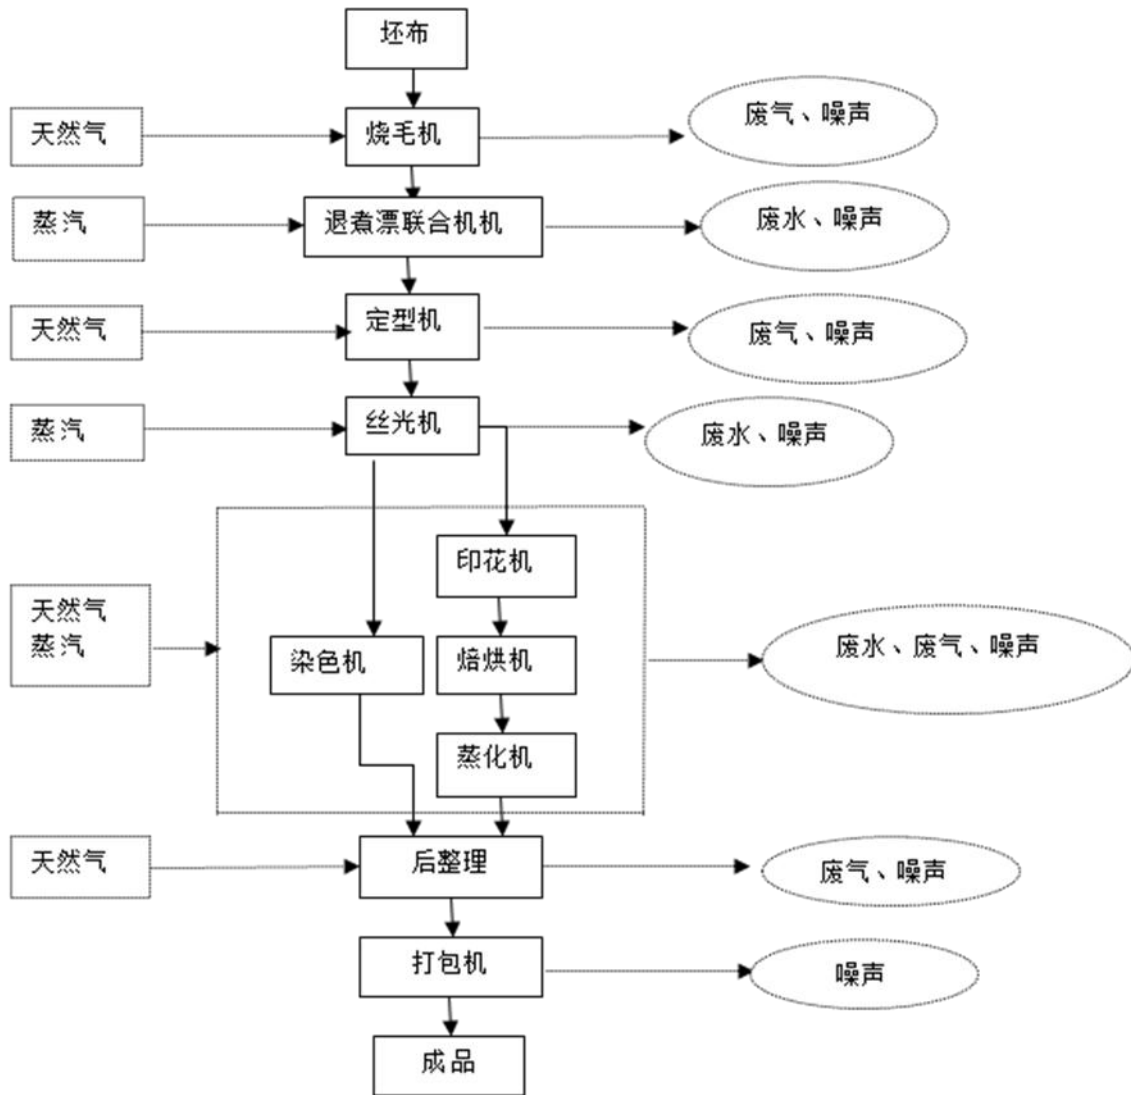 坯布
天然气
烧毛机
废气、噪声
蒸汽
退煮漂联合机机
废水、噪声
天然气
定型机
废气、噪声
蒸汽
丝光机
废水、噪声
印花机
天然气
蒸汽
染色机
焙烘机
废水、废气、噪声
蒸化机
天然气
后整理
废气、噪声
打包机
噪声
成品